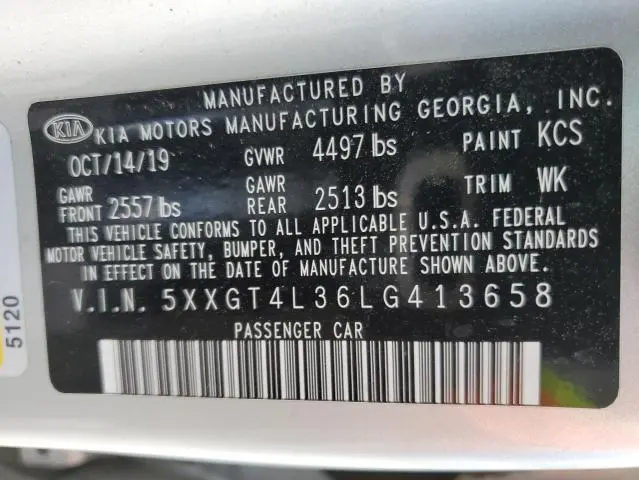 MANUFACTURED BY
KIA KIA MOTORS MANUFACTURING GEORGIA, INC.
OCT/14/19 GVWR 4497 lbs PAINT KCS
GAWR FRONT 2557 lbs GAWR REAR 2513 lbs TRIM WK
THIS VEHICLE CONFORMS TO ALL APPLICABLE U.S.A. FEDERAL
MOTOR VEHICLE SAFETY, BUMPER, AND THEFT PREVENTION STANDARDS
IN EFFECT ON THE DATE OF MANUFACTURE SHOWN ABOVE.
V.I.N. 5XXGT4L36LG413658
PASSENGER CAR
5120